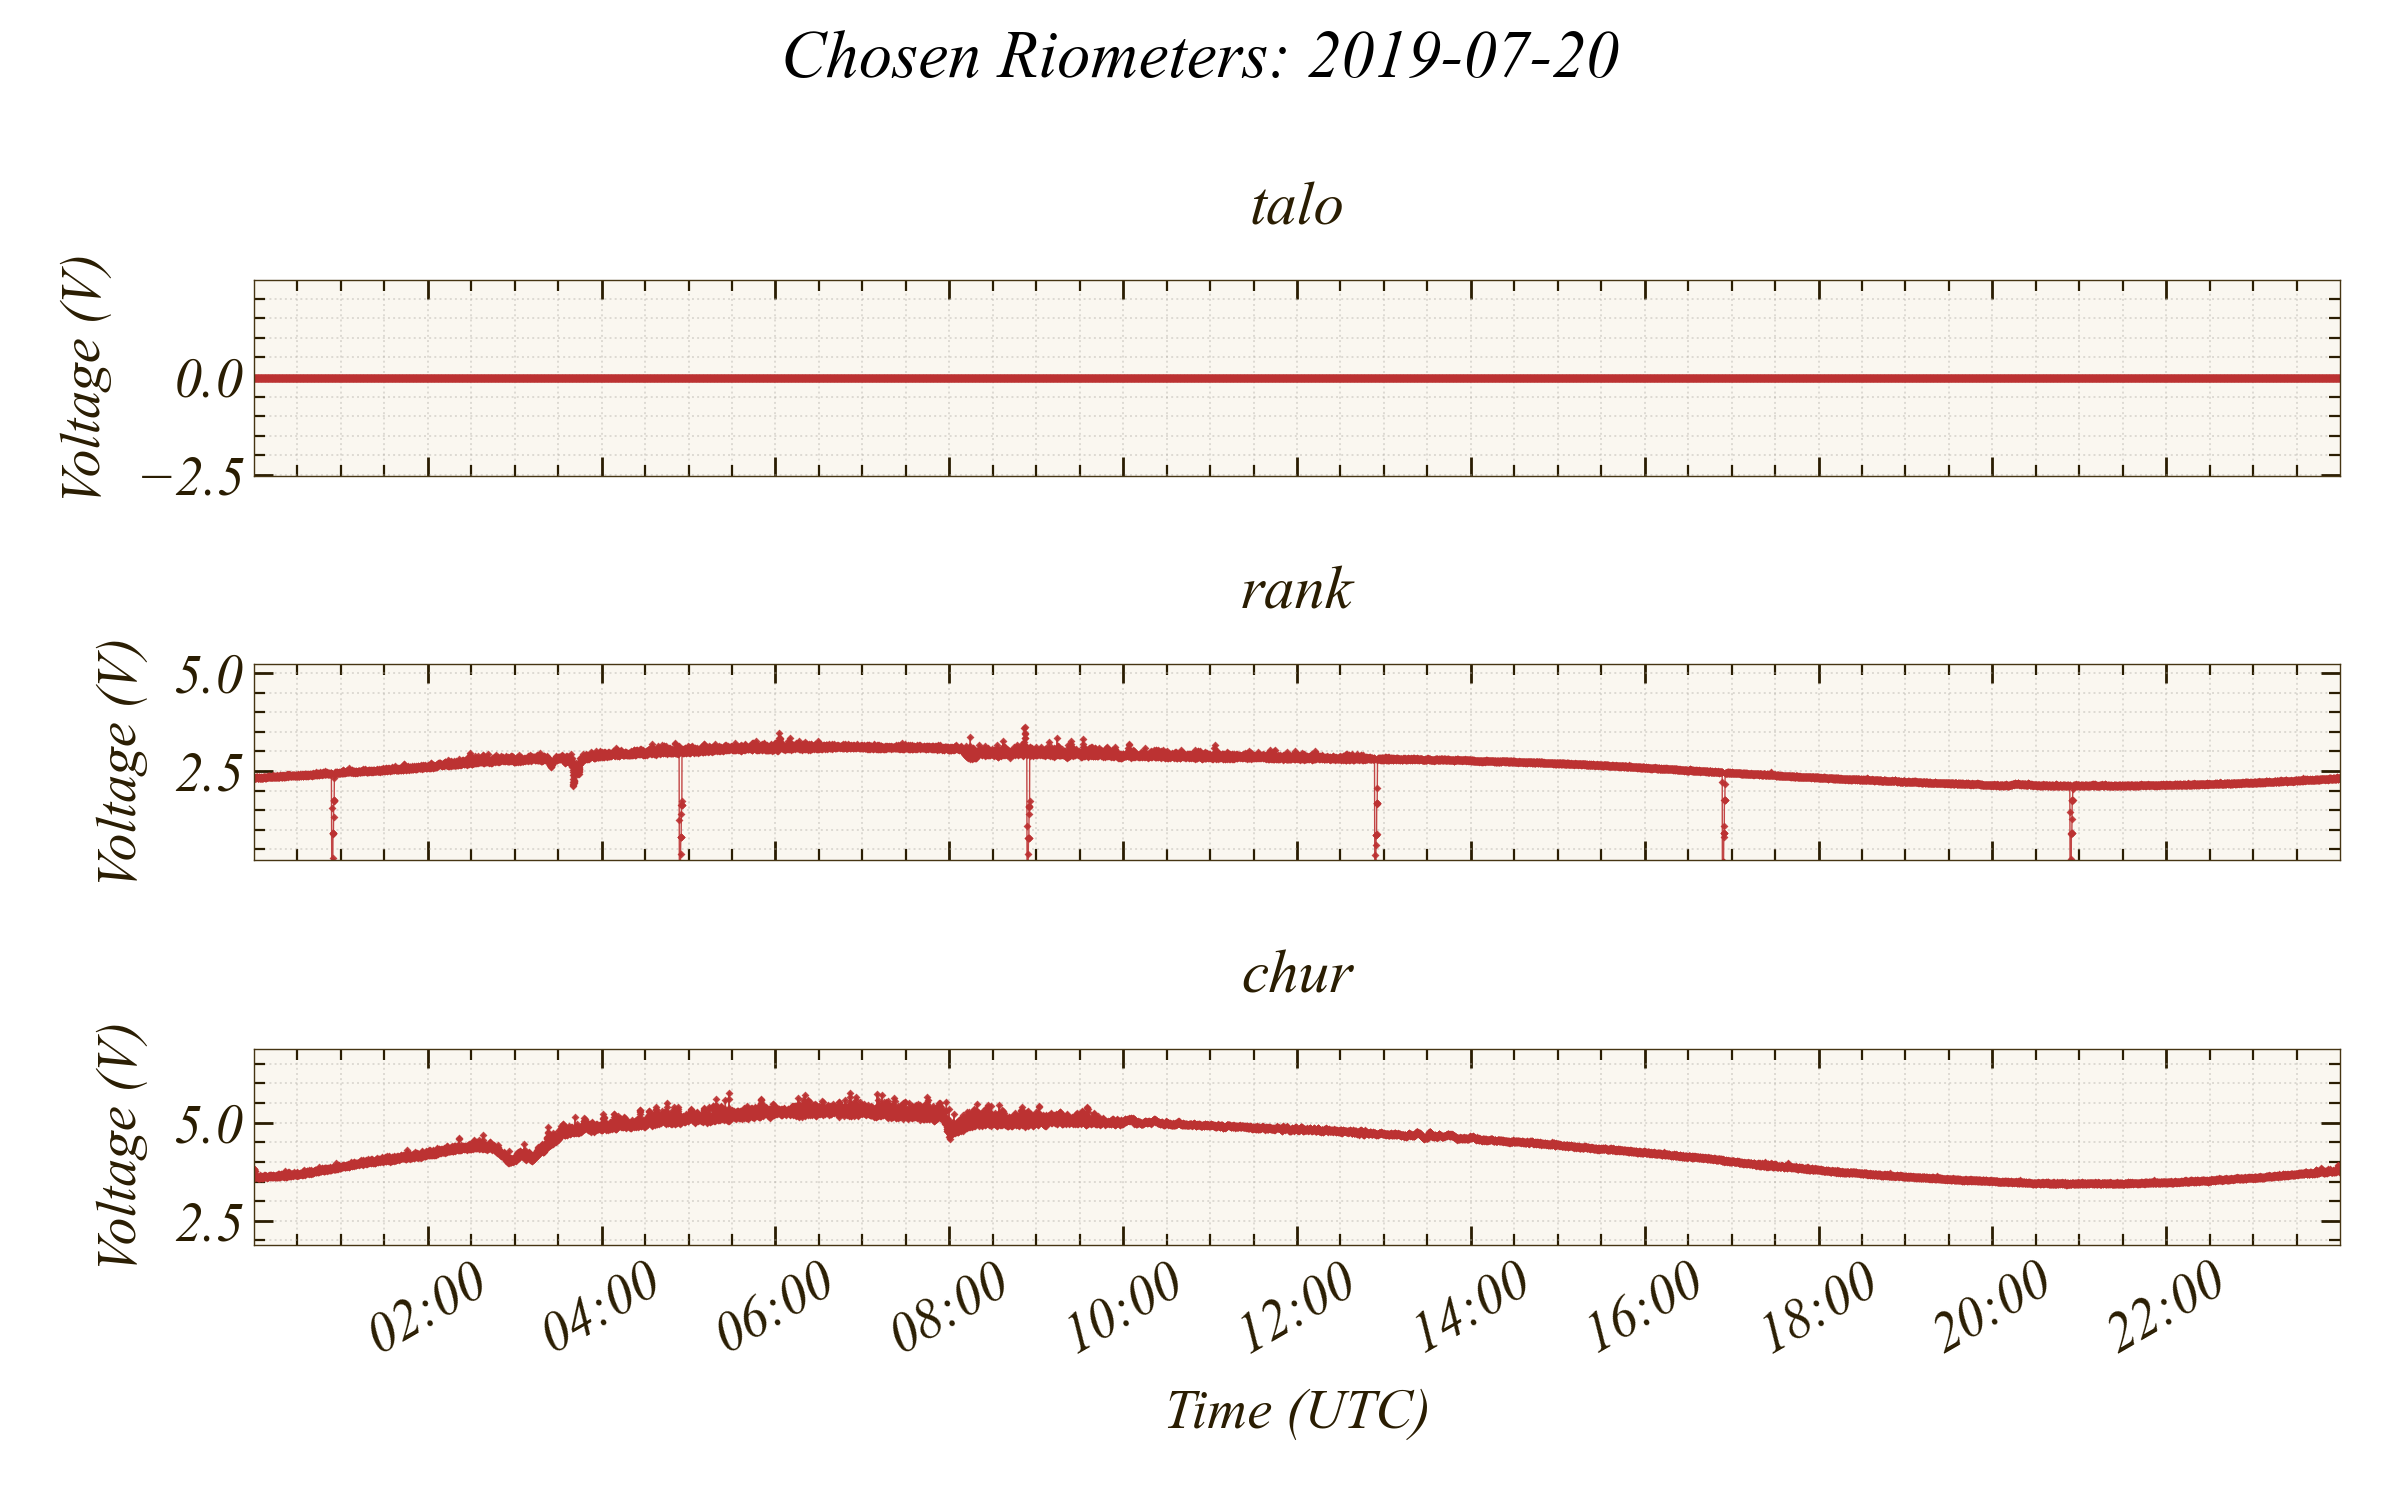 Chosen Riometers: 2019-07-20
talo
Voltage (V)
0.0
−2.5
rank
Voltage (V)
5.0
2.5
chur
Voltage (V)
5.0
2.5
02:00 04:00 06:00 08:00 10:00 12:00 14:00 16:00 18:00 20:00 22:00
Time (UTC)